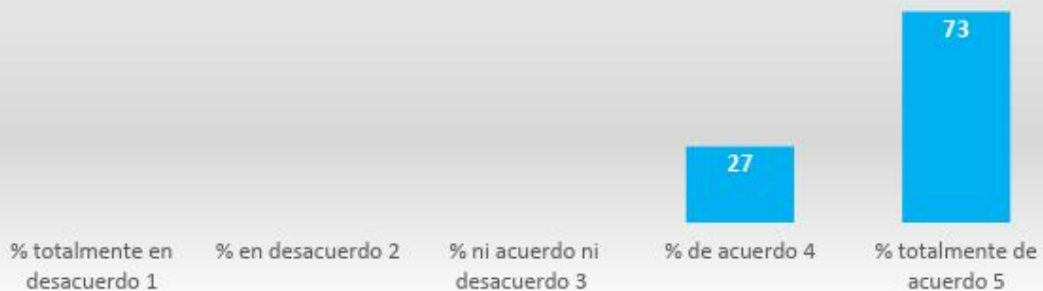 73
27
% totalmente en
desacuerdo 1
% en desacuerdo 2
% ni acuerdo ni
desacuerdo 3
% de acuerdo 4
% totalmente de
acuerdo 5